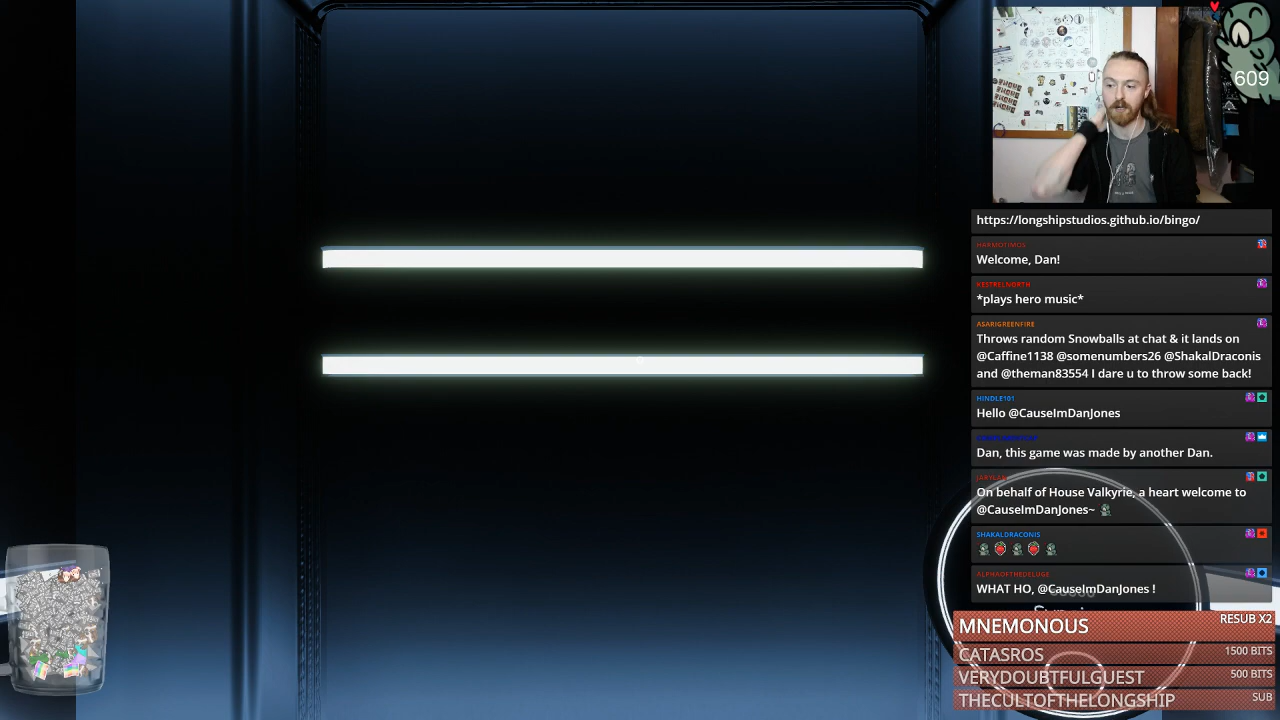 609
https://longshipstudios.github.io/bingo/
HARMOTIMOS
Welcome, Dan!
KESTRELNORTH
*plays hero music*
ASARIGREENFIRE
Throws random Snowballs at chat & it lands on
@Caffine1138 @somenumbers26 @ShakalDraconis
and @theman83554 I dare u to throw some back!
HINDLE101
Hello @CauseImDanJones
Dan, this game was made by another Dan.
On behalf of House Valkyrie, a heart welcome to
@CauseImDanJones~
SHAKALDRACONIS
ALPHAOFTHEDELUGE
WHAT HO, @CauseImDanJones !
MNEMONOUS RESUB X2
CATASROS 1500 BITS
VERYDOUBTFULGUEST 500 BITS
THECULTOFTHELONGSHIP SUB